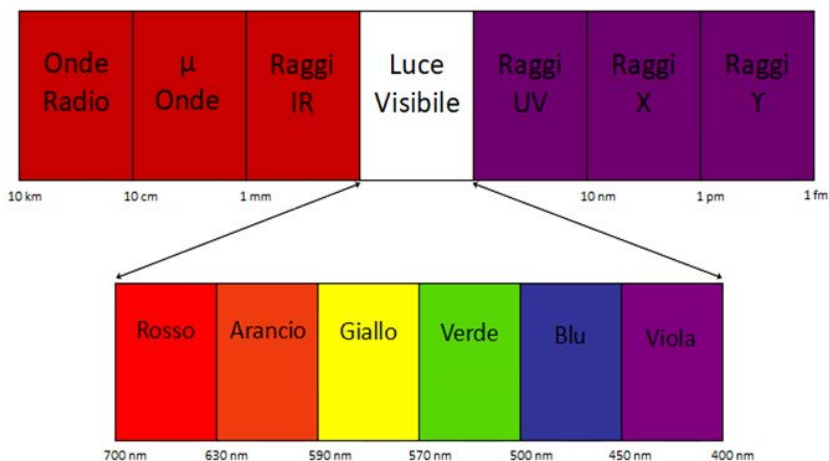 Onde Radio
μ Onde
Raggi IR
Luce Visibile
Raggi UV
Raggi X
Raggi ϒ
10 km 10 cm 1 mm 10 nm 1 pm 1 fm
Rosso Arancio Giallo Verde Blu Viola
700 nm 630 nm 590 nm 570 nm 500 nm 450 nm 400 nm